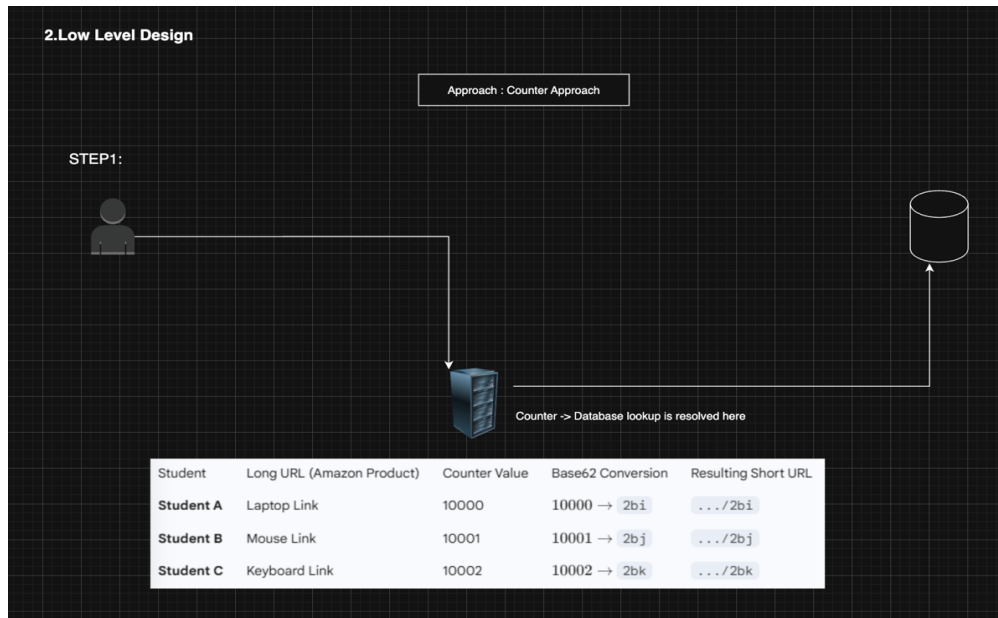 2.Low Level Design
Approach : Counter Approach
STEP1:
Counter -> Database lookup is resolved here
Student Long URL (Amazon Product) Counter Value Base62 Conversion Resulting Short URL
Student A Laptop Link 10000 10000 → 2bi .../2bi
Student B Mouse Link 10001 10001 → 2bj .../2bj
Student C Keyboard Link 10002 10002 → 2bk .../2bk